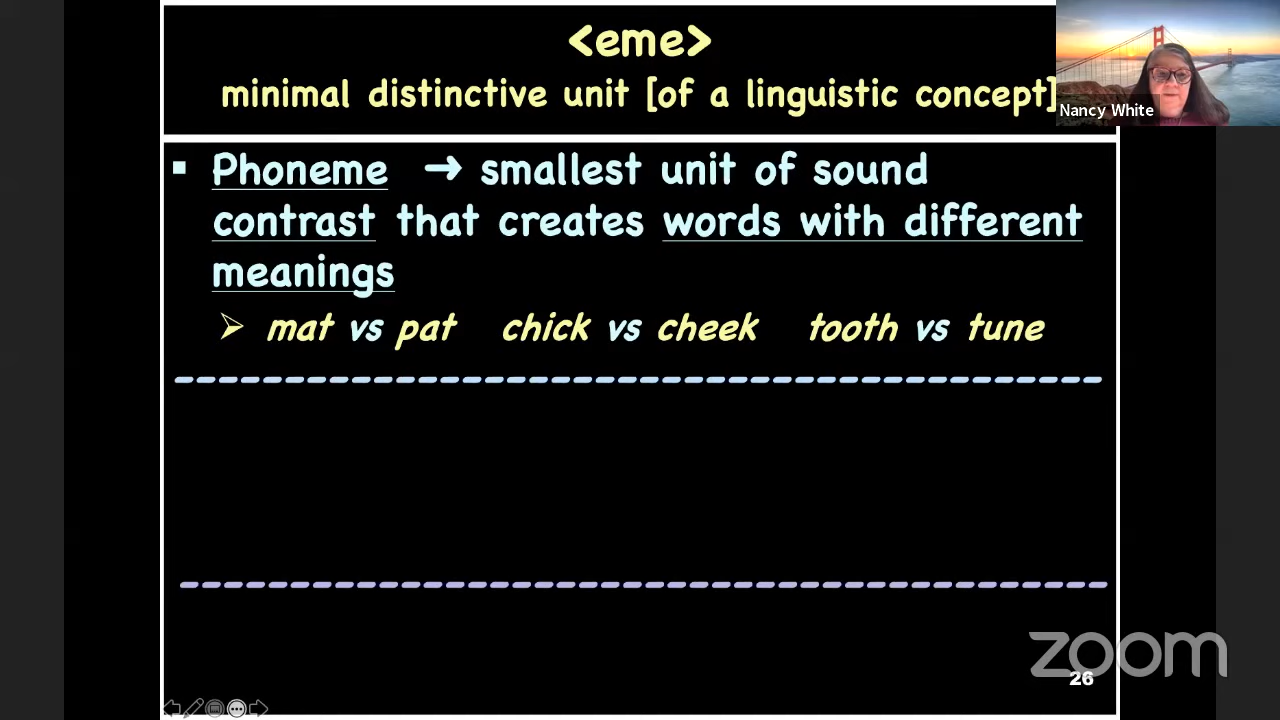 <eme>
minimal distinctive unit [of a linguistic concept]
Nancy White
▪ Phoneme → smallest unit of sound
contrast that creates words with different
meanings
➢ mat vs pat chick vs cheek tooth vs tune
zoom
26